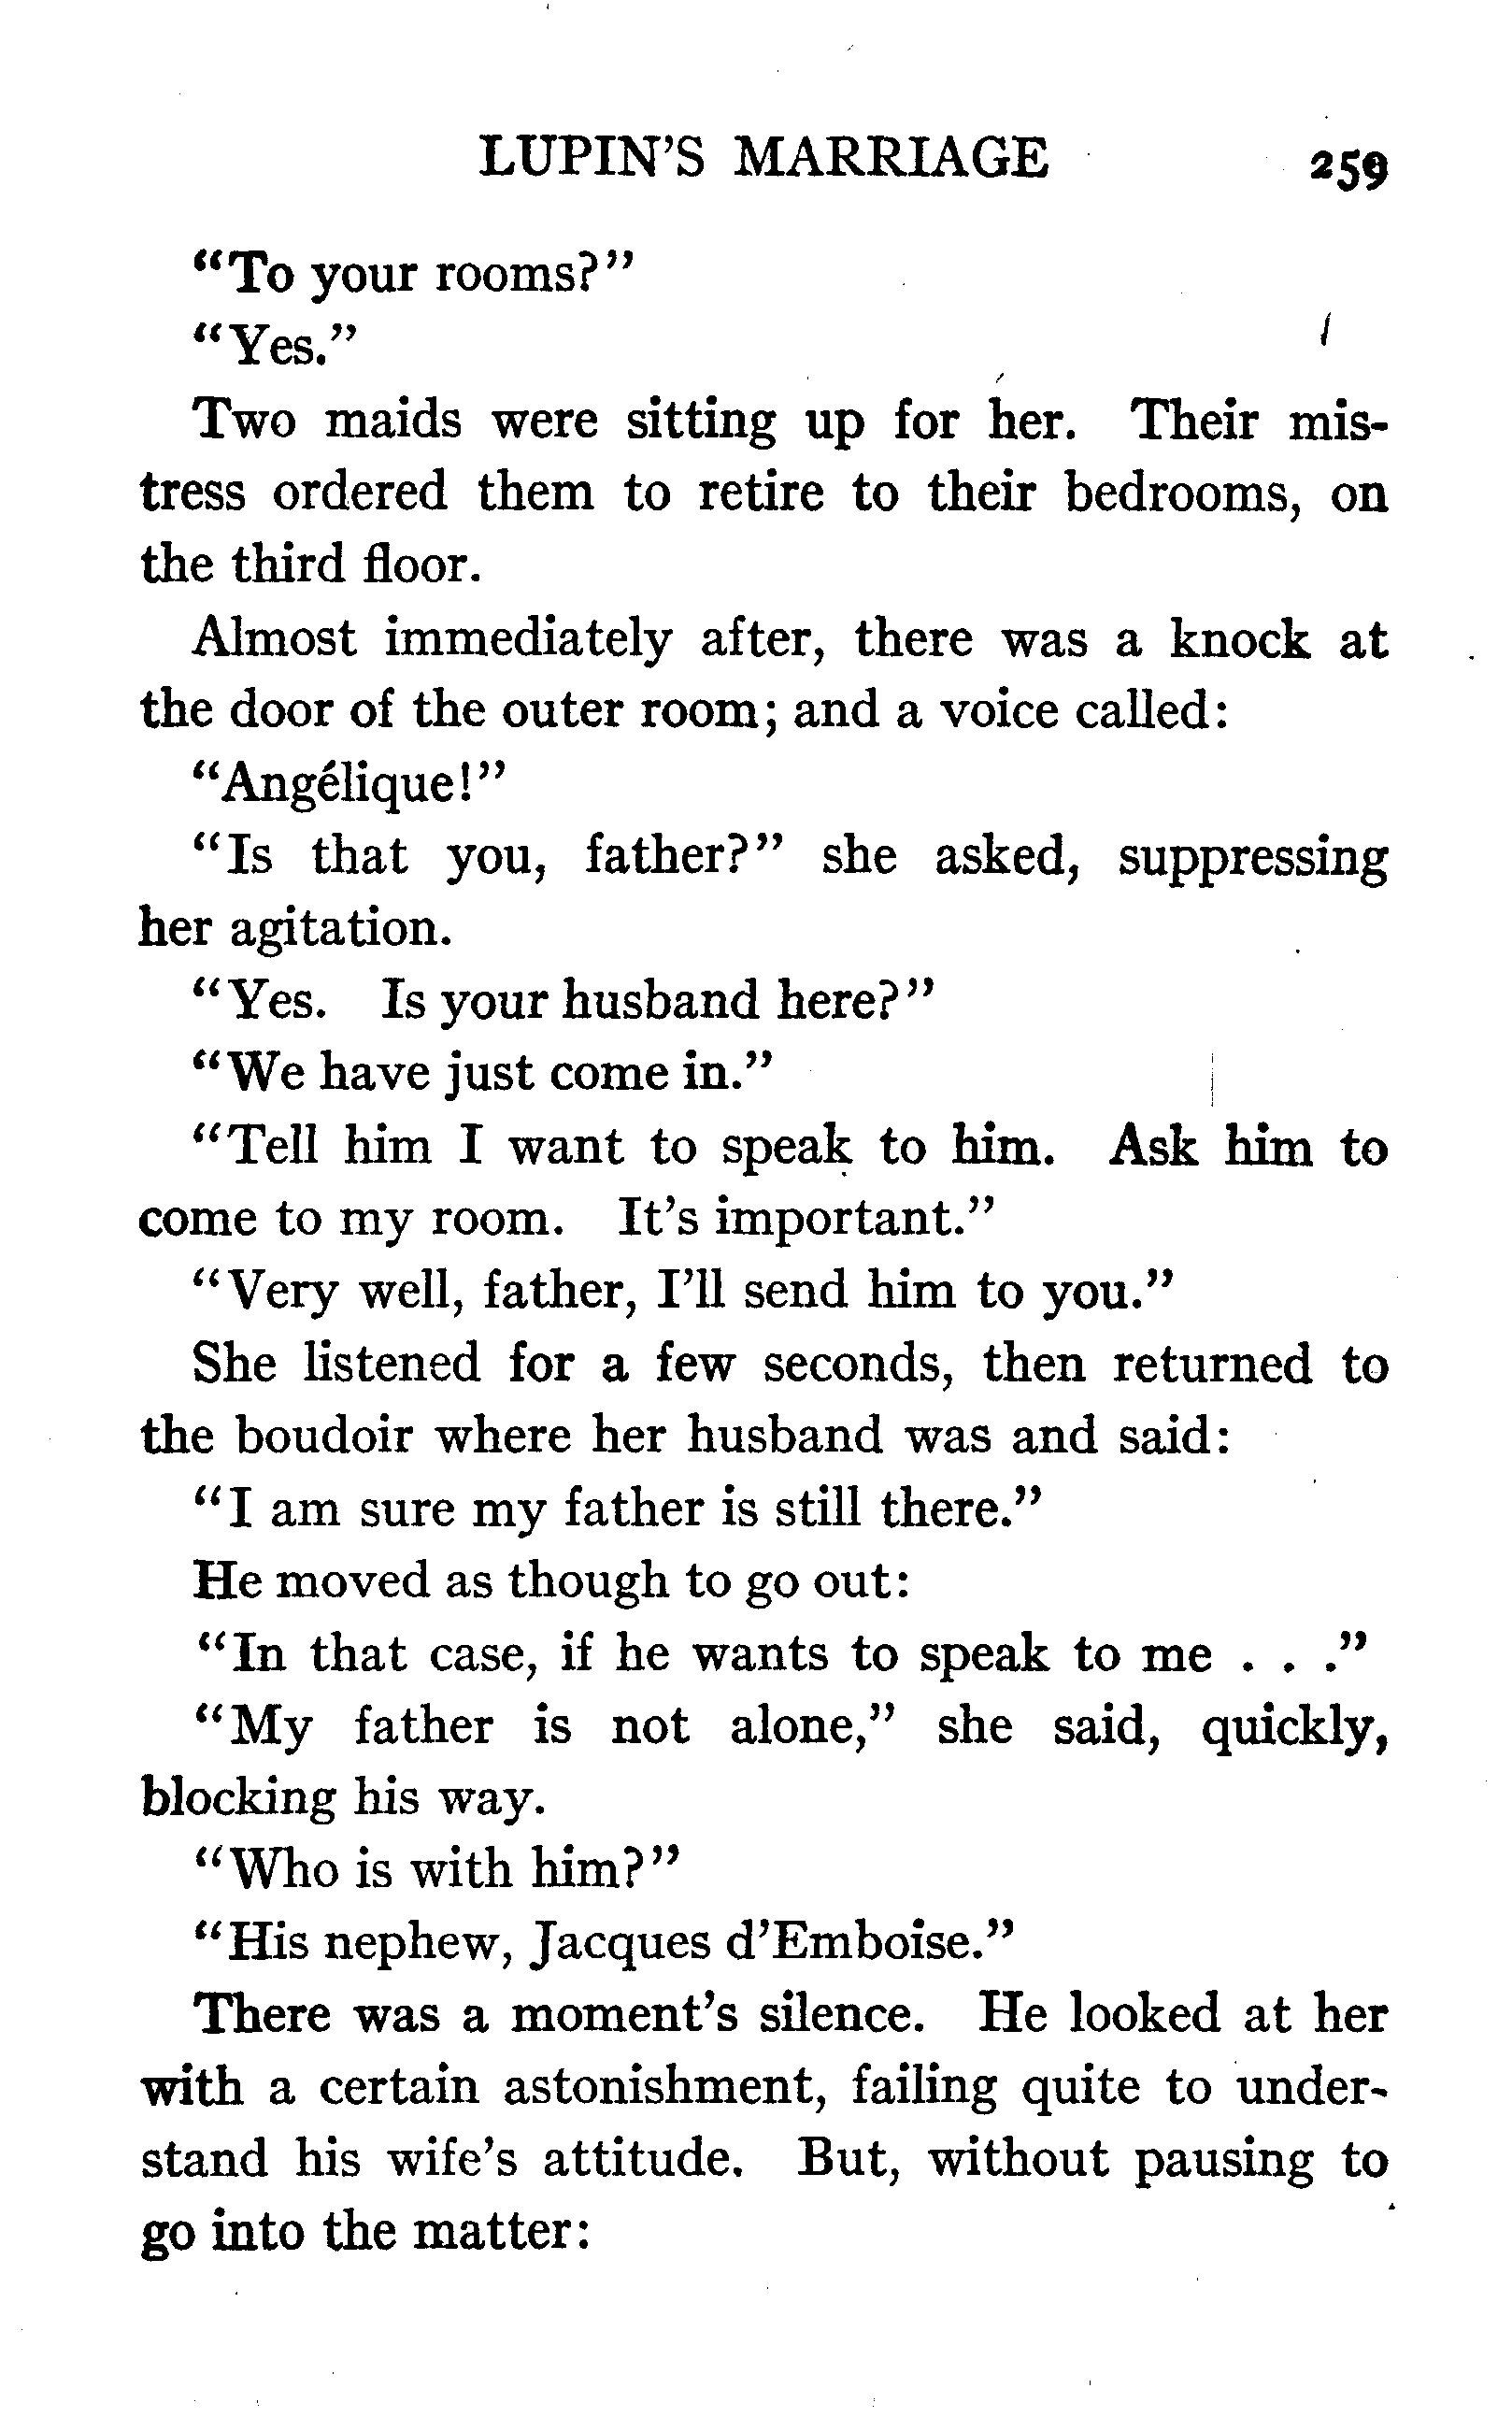 LUPIN'S MARRIAGE 259
"To your rooms?"
"Yes."
Two maids were sitting up for her. Their mis-
tress ordered them to retire to their bedrooms, on
the third floor.
Almost immediately after, there was a knock at
the door of the outer room; and a voice called:
"Angélique!"
"Is that you, father?" she asked, suppressing
her agitation.
"Yes. Is your husband here?"
"We have just come in."
"Tell him I want to speak to him. Ask him to
come to my room. It's important."
"Very well, father, I'll send him to you."
She listened for a few seconds, then returned to
the boudoir where her husband was and said:
"I am sure my father is still there."
He moved as though to go out:
"In that case, if he wants to speak to me . . ."
"My father is not alone," she said, quickly,
blocking his way.
"Who is with him?"
"His nephew, Jacques d'Emboise."
There was a moment's silence. He looked at her
with a certain astonishment, failing quite to under-
stand his wife's attitude. But, without pausing to
go into the matter: